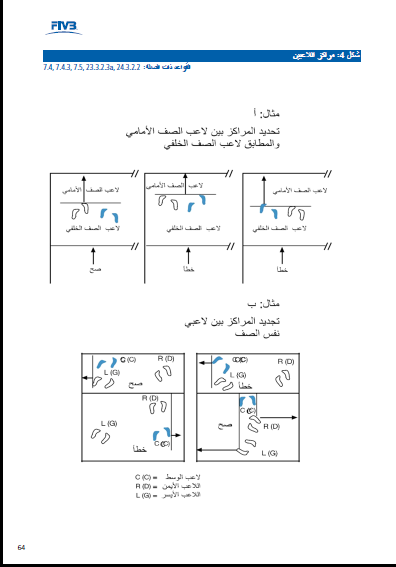 FIVB
شكل 4: مراكز اللاعبين
القواعد ذات الصلة: 7.4, 7.4.3, 7.5, 23.3.2.3a, 24.3.2.2
مثال: أ
تحديد المراكز بين لاعب الصف الأمامي
والمطابق لاعب الصف الخلفي
لاعب الصف الأمامي
لاعب الصف الأمامي
لاعب الصف الأمامي
لاعب الصف الخلفي
لاعب الصف الخلفي
لاعب الصف الخلفي
صح
خطأ
خطأ
مثال: ب
تحديد المراكز بين لاعبي
نفس الصف
C (C)
R (D)
L (G)
صح
R (D)
L (G)
C (C)
خطأ
C (C)
R (D)
L (G)
خطأ
C (C)
صح
R (D)
L (G)
C (C) = لاعب الوسط
R (D) = اللاعب الأيمن
L (G) = اللاعب الأيسر
64